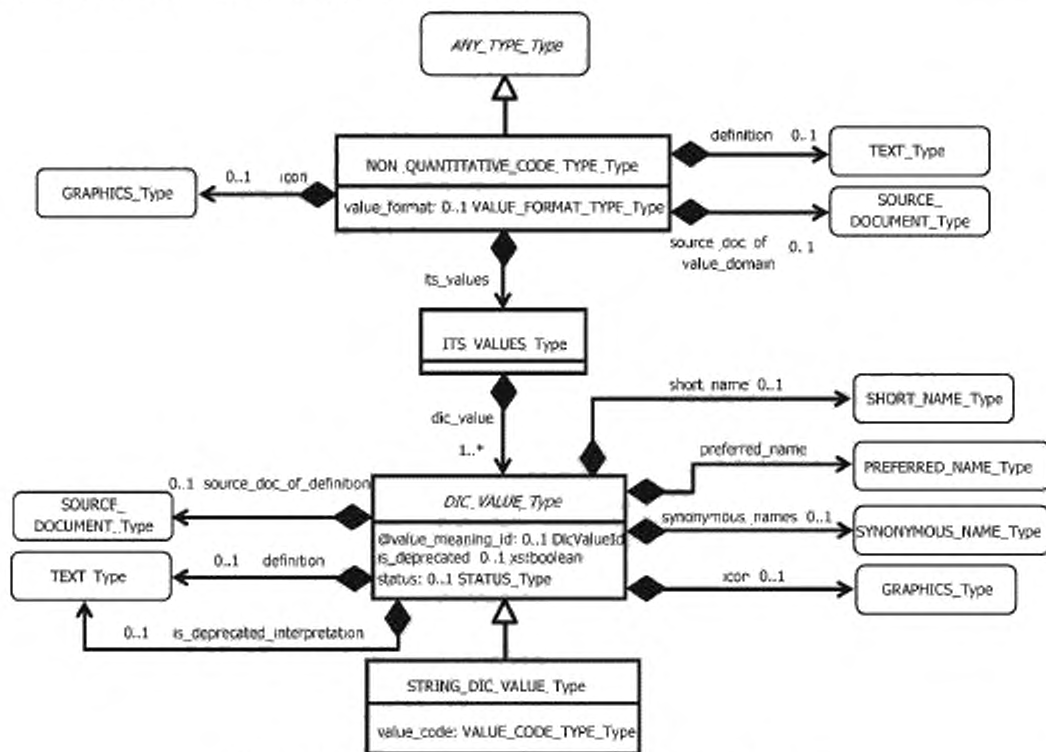 ANY_TYPE_Type
definition 0..1
TEXT_Type
NON_QUANTITATIVE_CODE_TYPE_Type
0..1 icon
GRAPHICS_Type
value_format: 0..1 VALUE_FORMAT_TYPE_Type
SOURCE_
DOCUMENT_Type
source_doc_of
value_domain
0..1
its_values
ITS_VALUES_Type
dic_value
1..*
short_name 0..1
SHORT_NAME_Type
preferred_name
PREFERRED_NAME_Type
0..1 source_doc_of_definition
SOURCE_
DOCUMENT_Type
DIC_VALUE_Type
@value_meaning_id: 0..1 DicValueId
is_deprecated 0..1 xs:boolean
status: 0..1 STATUS_Type
synonymous_names 0..1
SYNONYMOUS_NAME_Type
0..1 definition
TEXT_Type
icon 0..1
GRAPHICS_Type
0..1 is_deprecated_interpretation
STRING_DIC_VALUE_Type
value_code: VALUE_CODE_TYPE_Type